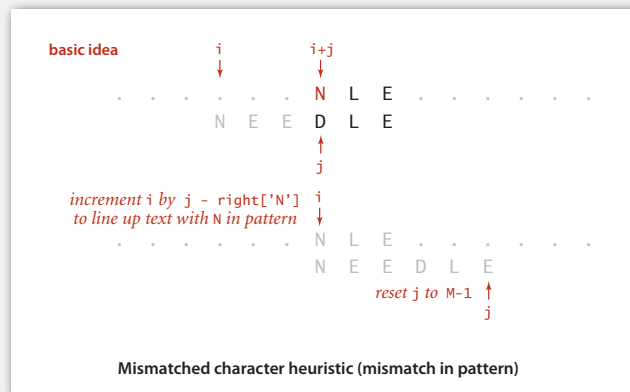 basic idea i i+j
. . . . . . N L E . . . . . .
N E E D L E
j
increment i by j - right['N'] i
to line up text with N in pattern
. . . . . . N L E . . . . . .
N E E D L E
reset j to M-1
j
Mismatched character heuristic (mismatch in pattern)